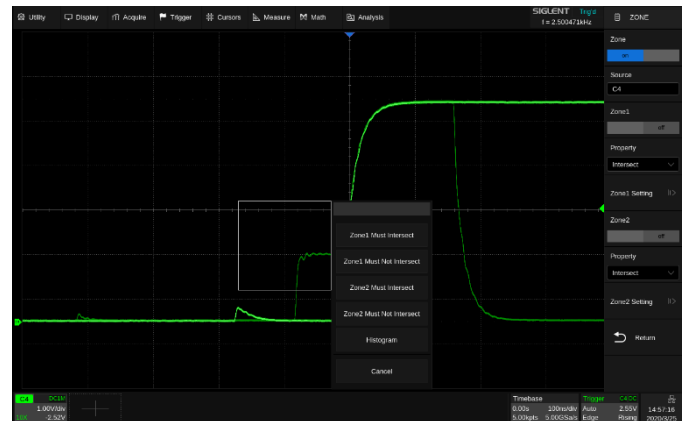 Utility Display Acquire Trigger Cursors Measure Math Analysis
SIGLENT Trig'd
f = 2.500471kHz
ZONE
Zone
on
Source
C4
Zone1
off
Property
Intersect
Zone1 Setting
Zone2
off
Property
Intersect
Zone2 Setting
Return
Zone1 Must Intersect
Zone1 Must Not Intersect
Zone2 Must Intersect
Zone2 Must Not Intersect
Histogram
Cancel
C4 DC1M
1.00V/div
10X -2.52V
Timebase
0.00s 100ns/div
5.00kpts 5.00GSa/s
Trigger C4 DC
Auto 2.55V
Edge Rising
14:57:16
2020/3/25